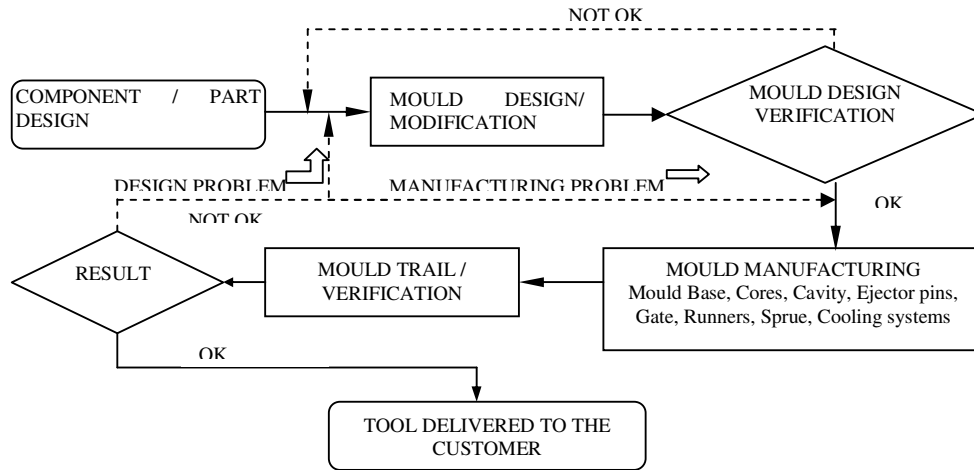 NOT OK
COMPONENT / PART
DESIGN
MOULD DESIGN/
MODIFICATION
MOULD DESIGN
VERIFICATION
DESIGN PROBLEM
MANUFACTURING PROBLEM
OK
NOT OK
RESULT
MOULD TRAIL /
VERIFICATION
MOULD MANUFACTURING
Mould Base, Cores, Cavity, Ejector pins,
Gate, Runners, Sprue, Cooling systems
OK
TOOL DELIVERED TO THE
CUSTOMER